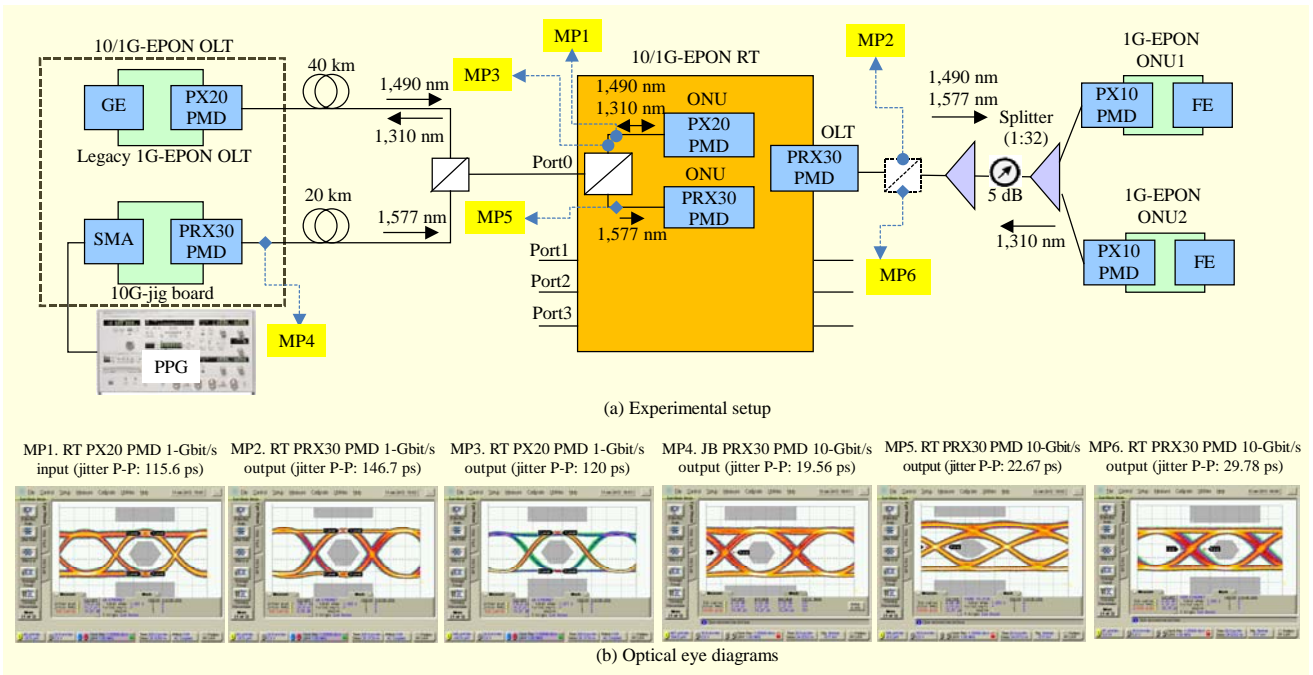 10/1G-EPON OLT
GE
PX20
PMD
Legacy 1G-EPON OLT
SMA
PRX30
PMD
10G-jig board
PPG
MP4
40 km
1,490 nm
1,310 nm
20 km
1,577 nm
MP1
MP3
MP5
10/1G-EPON RT
1,490 nm
1,310 nm
ONU
PX20
PMD
Port0
ONU
PRX30
PMD
1,577 nm
Port1
Port2
Port3
OLT
PRX30
PMD
MP2
MP6
1,490 nm
1,577 nm
Splitter
(1:32)
5 dB
1,310 nm
1G-EPON
ONU1
PX10
PMD
FE
1G-EPON
ONU2
PX10
PMD
FE
(a) Experimental setup
MP1. RT PX20 PMD 1-Gbit/s
input (jitter P-P: 115.6 ps)
MP2. RT PRX30 PMD 1-Gbit/s
output (jitter P-P: 146.7 ps)
MP3. RT PX20 PMD 1-Gbit/s
output (jitter P-P: 120 ps)
MP4. JB PRX30 PMD 10-Gbit/s
output (jitter P-P: 19.56 ps)
MP5. RT PRX30 PMD 10-Gbit/s
output (jitter P-P: 22.67 ps)
MP6. RT PRX30 PMD 10-Gbit/s
output (jitter P-P: 29.78 ps)
(b) Optical eye diagrams